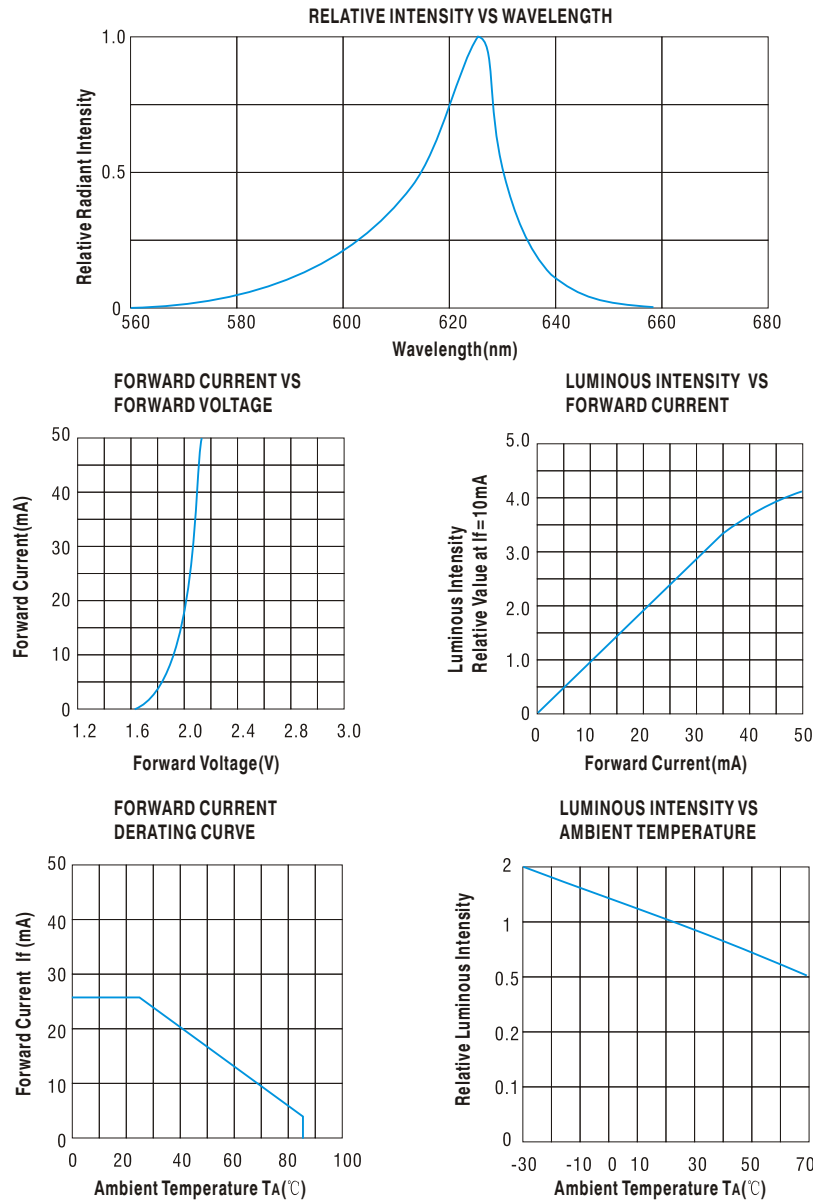 RELATIVE INTENSITY VS WAVELENGTH
1.0
0.5
0
Relative Radiant Intensity
560 580 600 620 640 660 680
Wavelength(nm)
FORWARD CURRENT VS
FORWARD VOLTAGE
50
40
30
20
10
0
Forward Current(mA)
1.2 1.6 2.0 2.4 2.8 3.0
Forward Voltage(V)
LUMINOUS INTENSITY VS
FORWARD CURRENT
5.0
4.0
3.0
2.0
1.0
0
Luminous Intensity
Relative Value at If=10mA
0 10 20 30 40 50
Forward Current(mA)
FORWARD CURRENT
DERATING CURVE
50
40
30
20
10
0
Forward Current If (mA)
0 20 40 60 80 100
Ambient Temperature TA(℃)
LUMINOUS INTENSITY VS
AMBIENT TEMPERATURE
2
1
0.5
0.2
0.1
0
Relative Luminous Intensity
-30 -10 0 10 30 50 70
Ambient Temperature TA(℃)